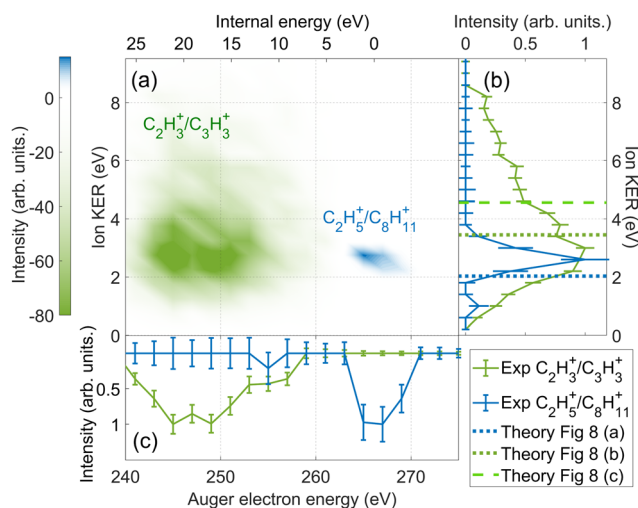 Internal energy (eV)
25 20 15 10 5 0
Intensity (arb. units.)
0 0.5 1
(a)
(b)
C₂H₃⁺/C₃H₃⁺
C₂H₅⁺/C₈H₁₁⁺
Intensity (arb. units.)
0
-20
-40
-60
-80
Ion KER (eV)
8
6
4
2
0
Ion KER (eV)
8
6
4
2
0
Intensity (arb. units.)
0.5
1
(c)
240 250 260 270
Auger electron energy (eV)
Exp C₂H₃⁺/C₃H₃⁺
Exp C₂H₅⁺/C₈H₁₁⁺
Theory Fig 8 (a)
Theory Fig 8 (b)
Theory Fig 8 (c)